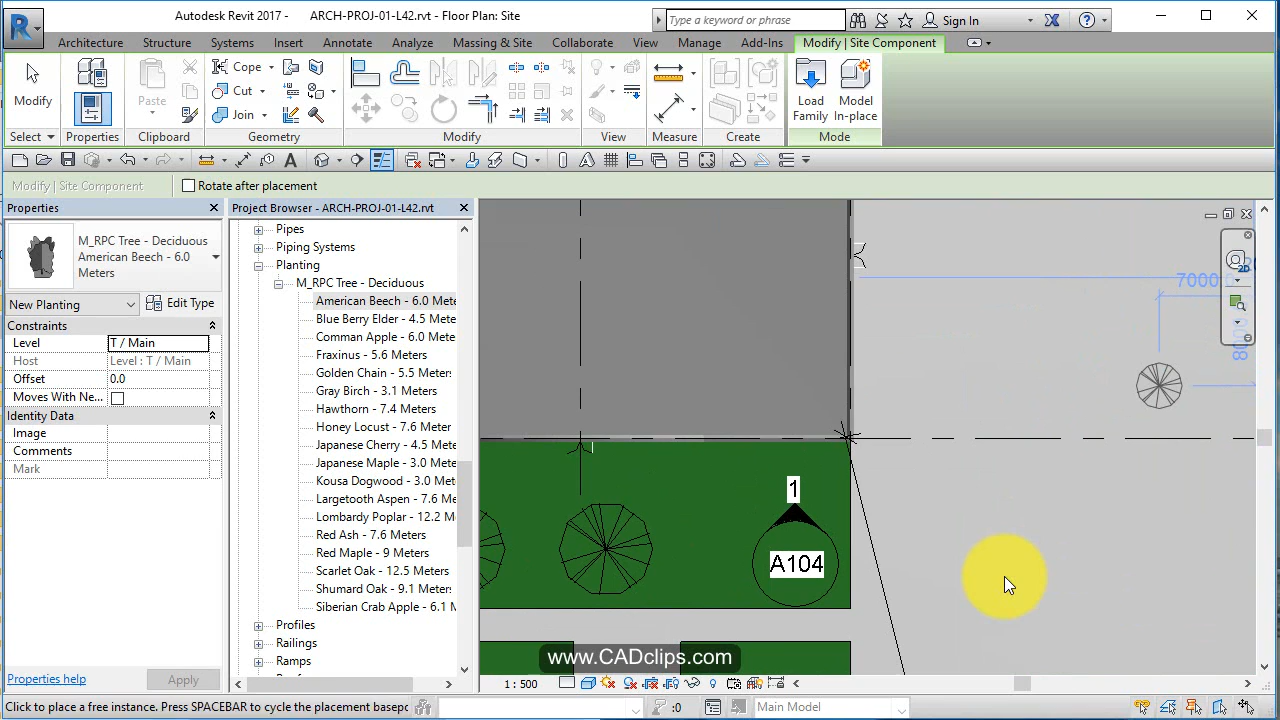 Autodesk Revit 2017 - ARCH-PROJ-01-L42.rvt - Floor Plan: Site
Type a keyword or phrase
Sign In
Architecture Structure Systems Insert Annotate Analyze Massing & Site Collaborate View Manage Add-Ins Modify | Site Component
Modify
Paste
Cope
Cut
Join
Load Family
Model In-place
Select Properties Clipboard Geometry Modify View Measure Create Mode
Modify | Site Component
Rotate after placement
Properties
M_RPC Tree - Deciduous
American Beech - 6.0
Meters
New Planting
Edit Type
Constraints
Level T / Main
Host Level : T / Main
Offset 0.0
Moves With Ne...
Identity Data
Image
Comments
Mark
Properties help
Apply
Project Browser - ARCH-PROJ-01-L42.rvt
Pipes
Piping Systems
Planting
M_RPC Tree - Deciduous
American Beech - 6.0 Mete
Blue Berry Elder - 4.5 Meters
Comman Apple - 6.0 Mete
Fraxinus - 5.6 Meters
Golden Chain - 5.5 Meters
Gray Birch - 3.1 Meters
Hawthorn - 7.4 Meters
Honey Locust - 7.6 Meter
Japanese Cherry - 4.5 Meter
Japanese Maple - 3.0 Meter
Kousa Dogwood - 3.0 Mete
Largetooth Aspen - 7.6 Me
Lombardy Poplar - 12.2 M
Red Ash - 7.6 Meters
Red Maple - 9 Meters
Scarlet Oak - 12.5 Meters
Shumard Oak - 9.1 Meters
Siberian Crab Apple - 6.1 M
Profiles
Railings
Ramps
7000.
2D
1
A104
www.CADclips.com
1 : 500
Click to place a free instance. Press SPACEBAR to cycle the placement basepo
:0
Main Model